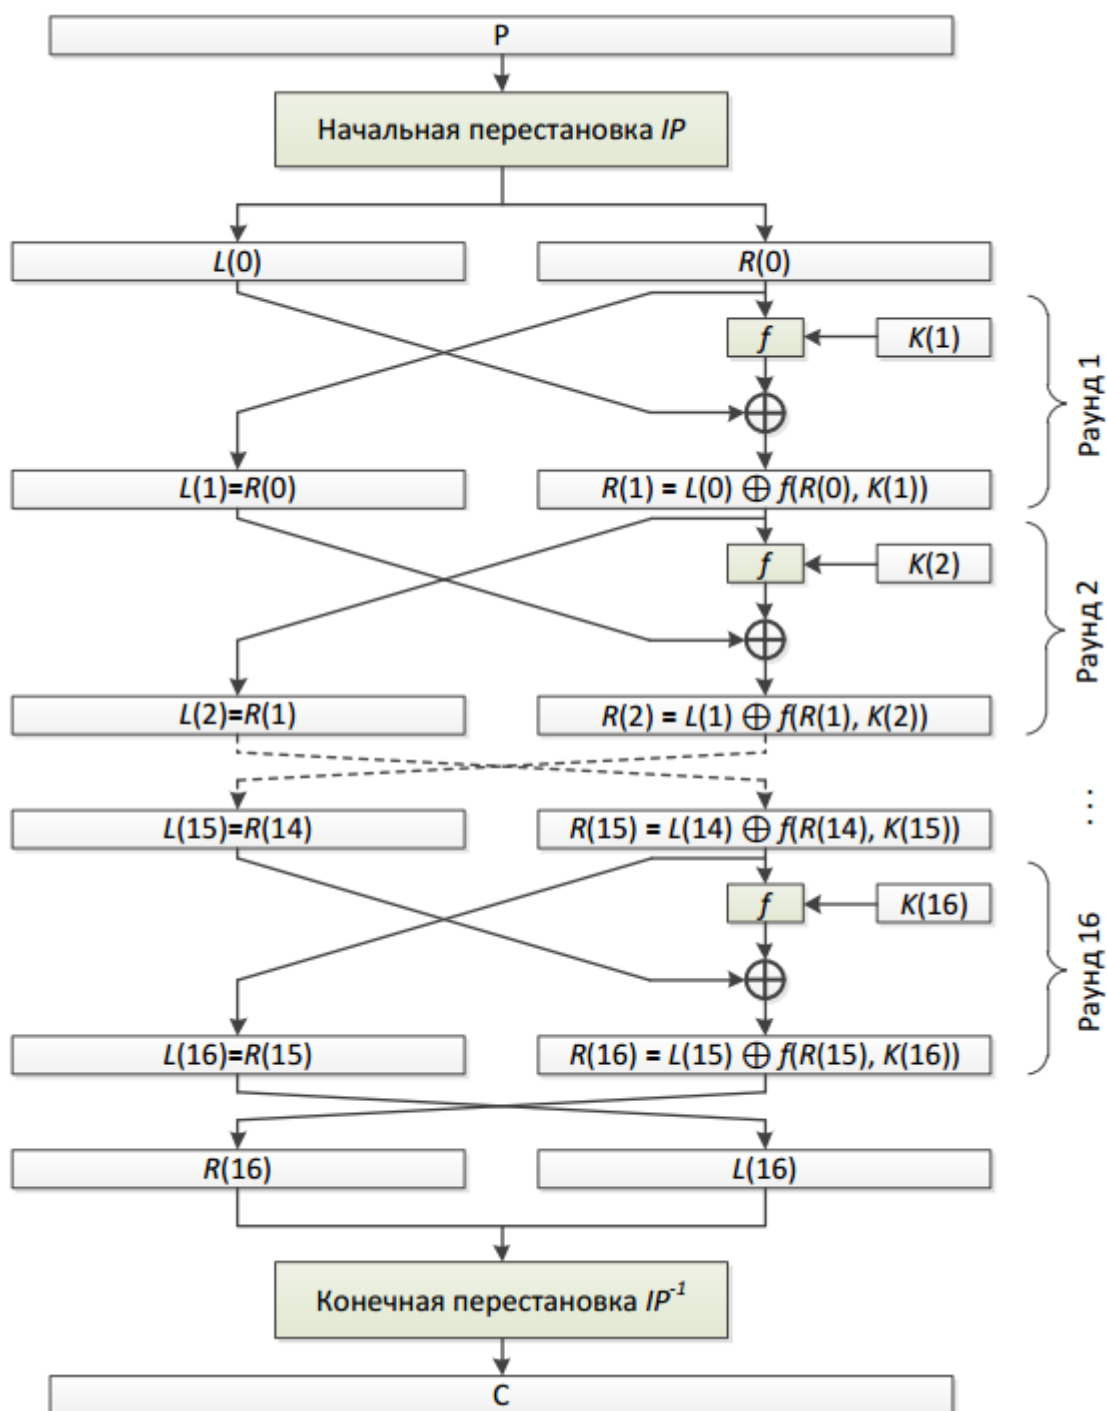 P
Начальная перестановка IP
L(0)
R(0)
f
K(1)
Раунд 1
L(1)=R(0)
R(1) = L(0) ⊕ f(R(0), K(1))
f
K(2)
Раунд 2
L(2)=R(1)
R(2) = L(1) ⊕ f(R(1), K(2))
. . .
L(15)=R(14)
R(15) = L(14) ⊕ f(R(14), K(15))
f
K(16)
Раунд 16
L(16)=R(15)
R(16) = L(15) ⊕ f(R(15), K(16))
R(16)
L(16)
Конечная перестановка IP⁻¹
C